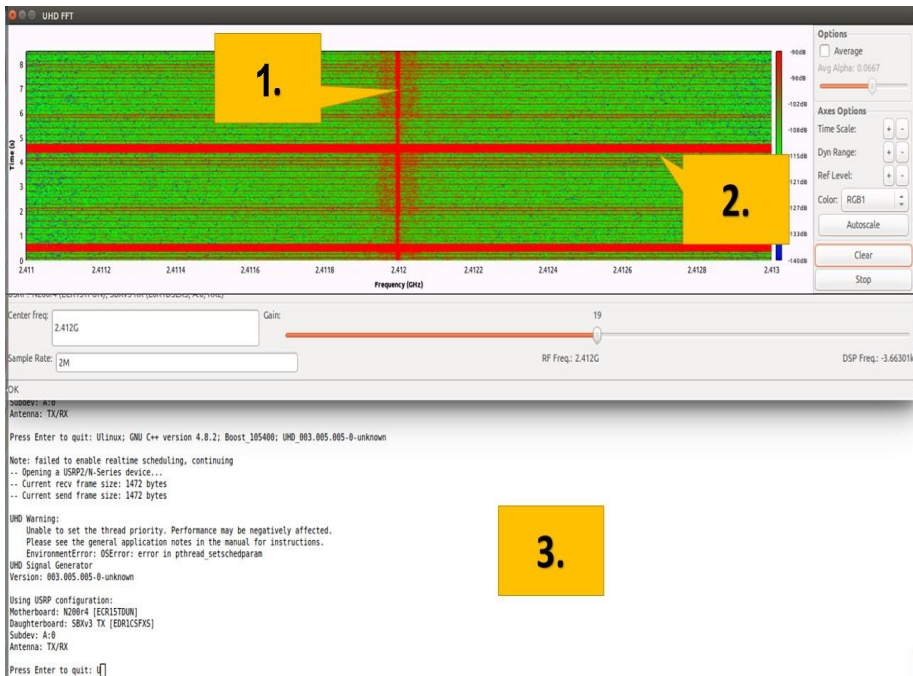 UHD FFT
1.
2.
8
7
6
5
4
3
2
1
0
Time (s)
2.411
2.4112
2.4114
2.4116
2.4118
2.412
2.4122
2.4124
2.4126
2.4128
2.413
Frequency (GHz)
-90dB
-96dB
-102dB
-108dB
-115dB
-121dB
-127dB
-133dB
-140dB
Options
Average
Avg Alpha: 0.0667
Axes Options
Time Scale: + -
Dyn Range: + -
Ref Level: + -
Color: RGB1
Autoscale
Clear
Stop
Center freq: 2.412G
Gain: 19
Sample Rate: 2M
RF Freq.: 2.412G
DSP Freq.: -3.66301k
OK
Subdev: A:0
Antenna: TX/RX
Press Enter to quit: Ulinux; GNU C++ version 4.8.2; Boost_105400; UHD_003.005.005-0-unknown
Note: failed to enable realtime scheduling, continuing
-- Opening a USRP2/N-Series device...
-- Current recv frame size: 1472 bytes
-- Current send frame size: 1472 bytes
UHD Warning:
Unable to set the thread priority. Performance may be negatively affected.
Please see the general application notes in the manual for instructions.
EnvironmentError: OSError: error in pthread_setschedparam
UHD Signal Generator
Version: 003.005.005-0-unknown
Using USRP configuration:
Motherboard: N200r4 [ECR15TDUN]
Daughterboard: SBXv3 TX [EDR1CSFXS]
Subdev: A:0
Antenna: TX/RX
Press Enter to quit: U
3.